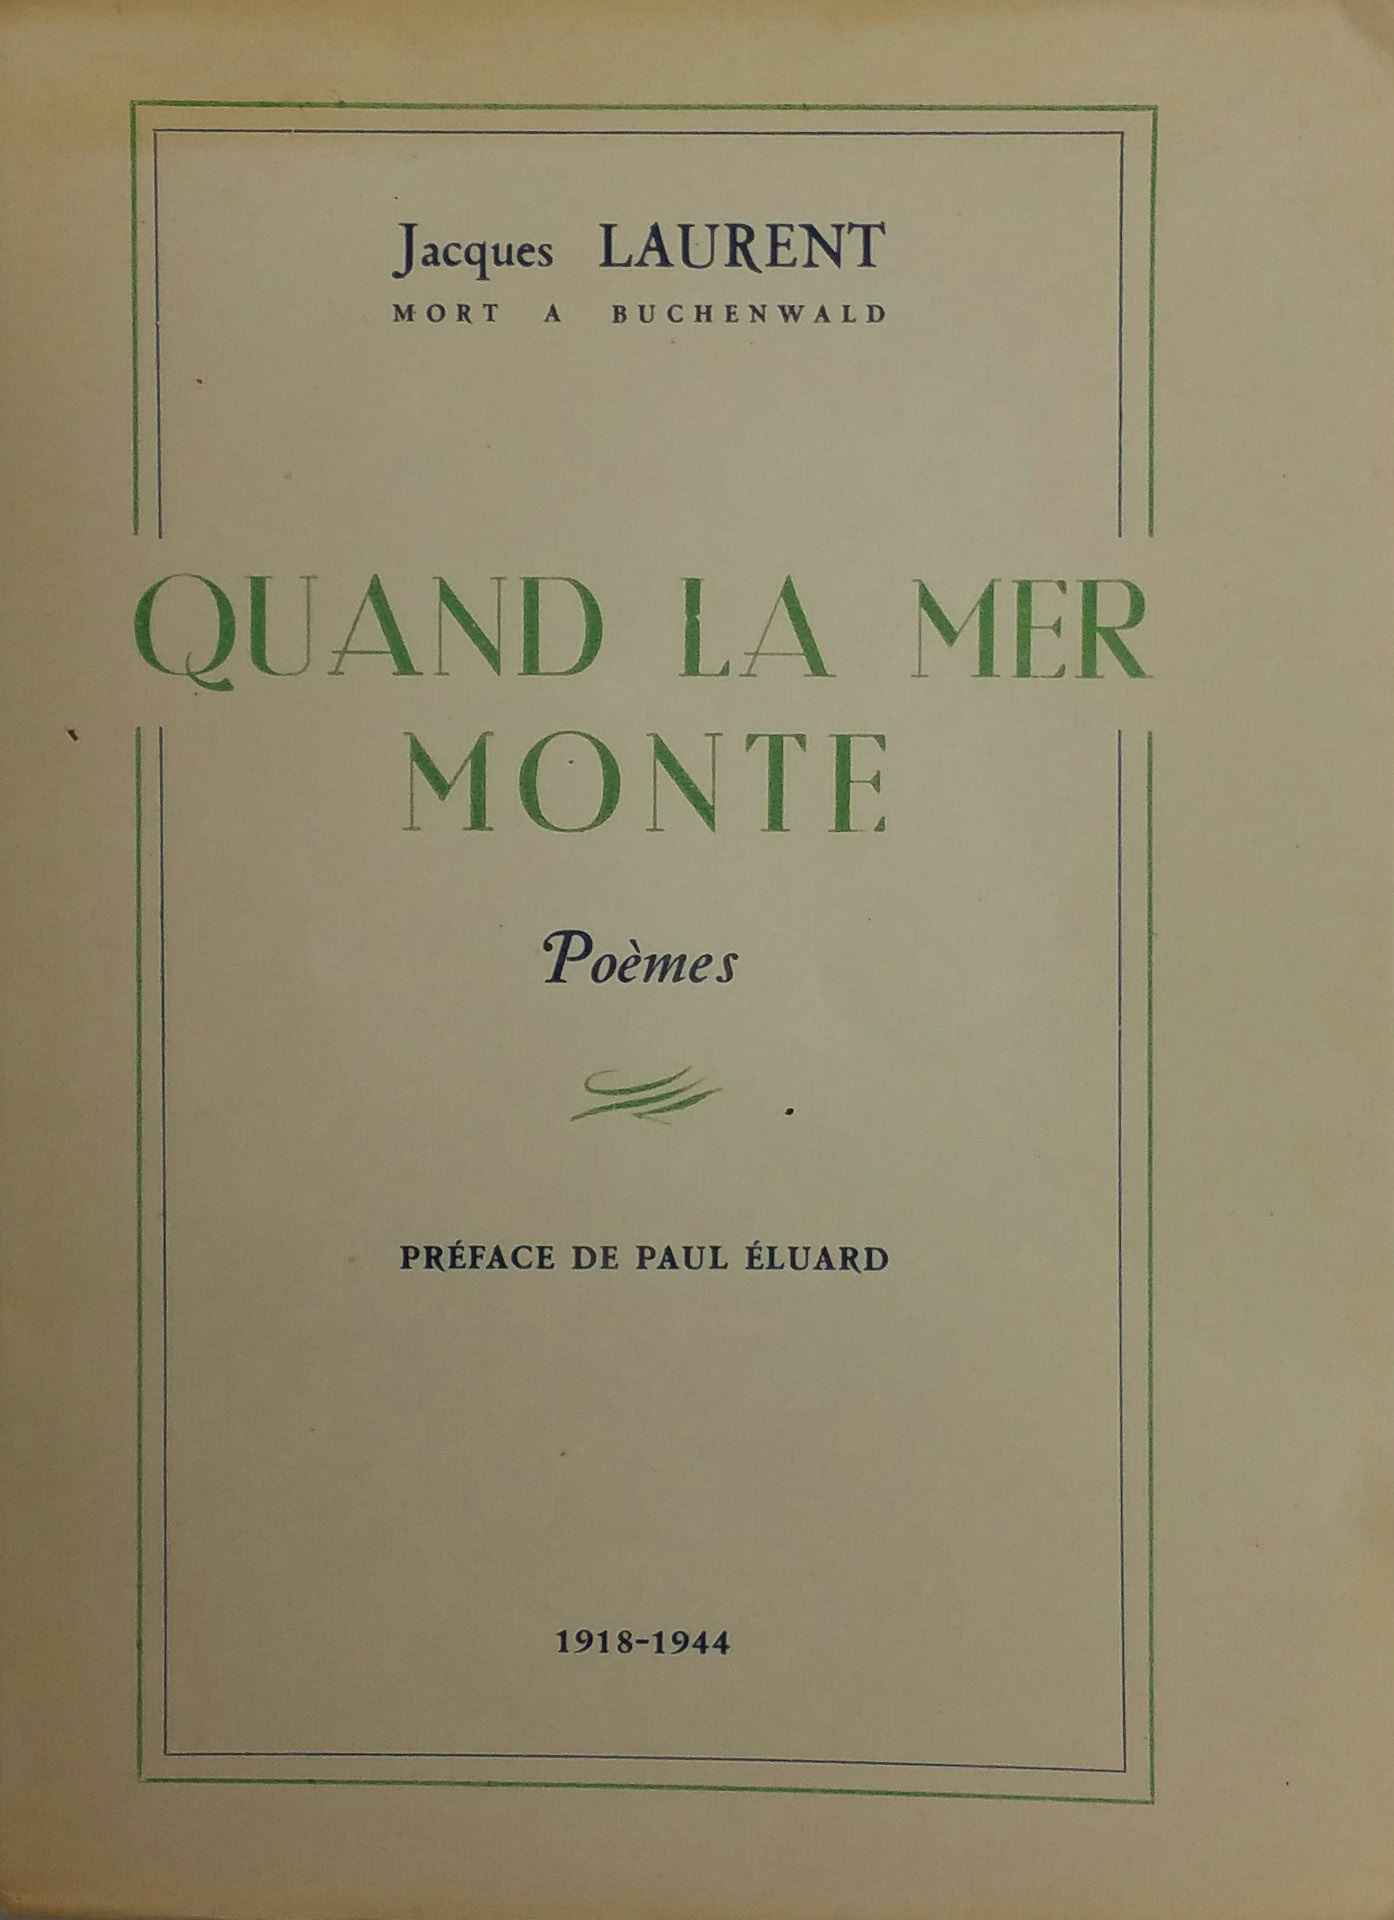 Jacques LAURENT
MORT A BUCHENWALD
QUAND LA MER
MONTE
Poèmes
PRÉFACE DE PAUL ÉLUARD
1918-1944